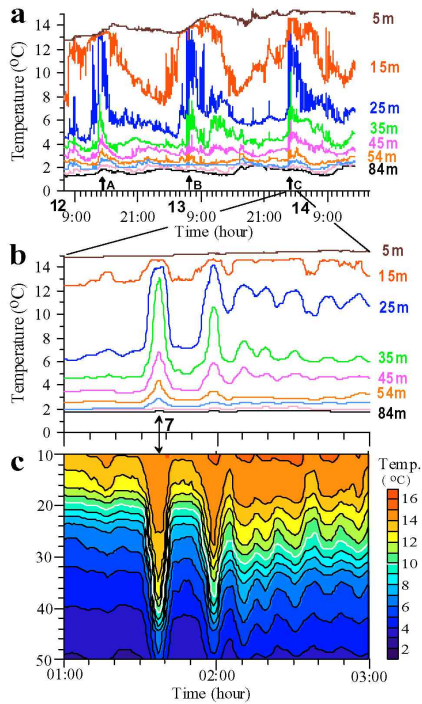 a
Temperature (°C)
16
14
12
10
8
6
4
2
0
5m
15m
25m
35m
45m
54m
84m
A
B
C
12
13
14
9:00
21:00
9:00
21:00
9:00
Time (hour)
b
Temperature (°C)
14
12
10
8
6
4
2
0
5m
15m
25m
35m
45m
54m
84m
7
c
10
20
30
40
50
01:00
02:00
03:00
Time (hour)
Temp.
(°C)
16
14
12
10
8
6
4
2